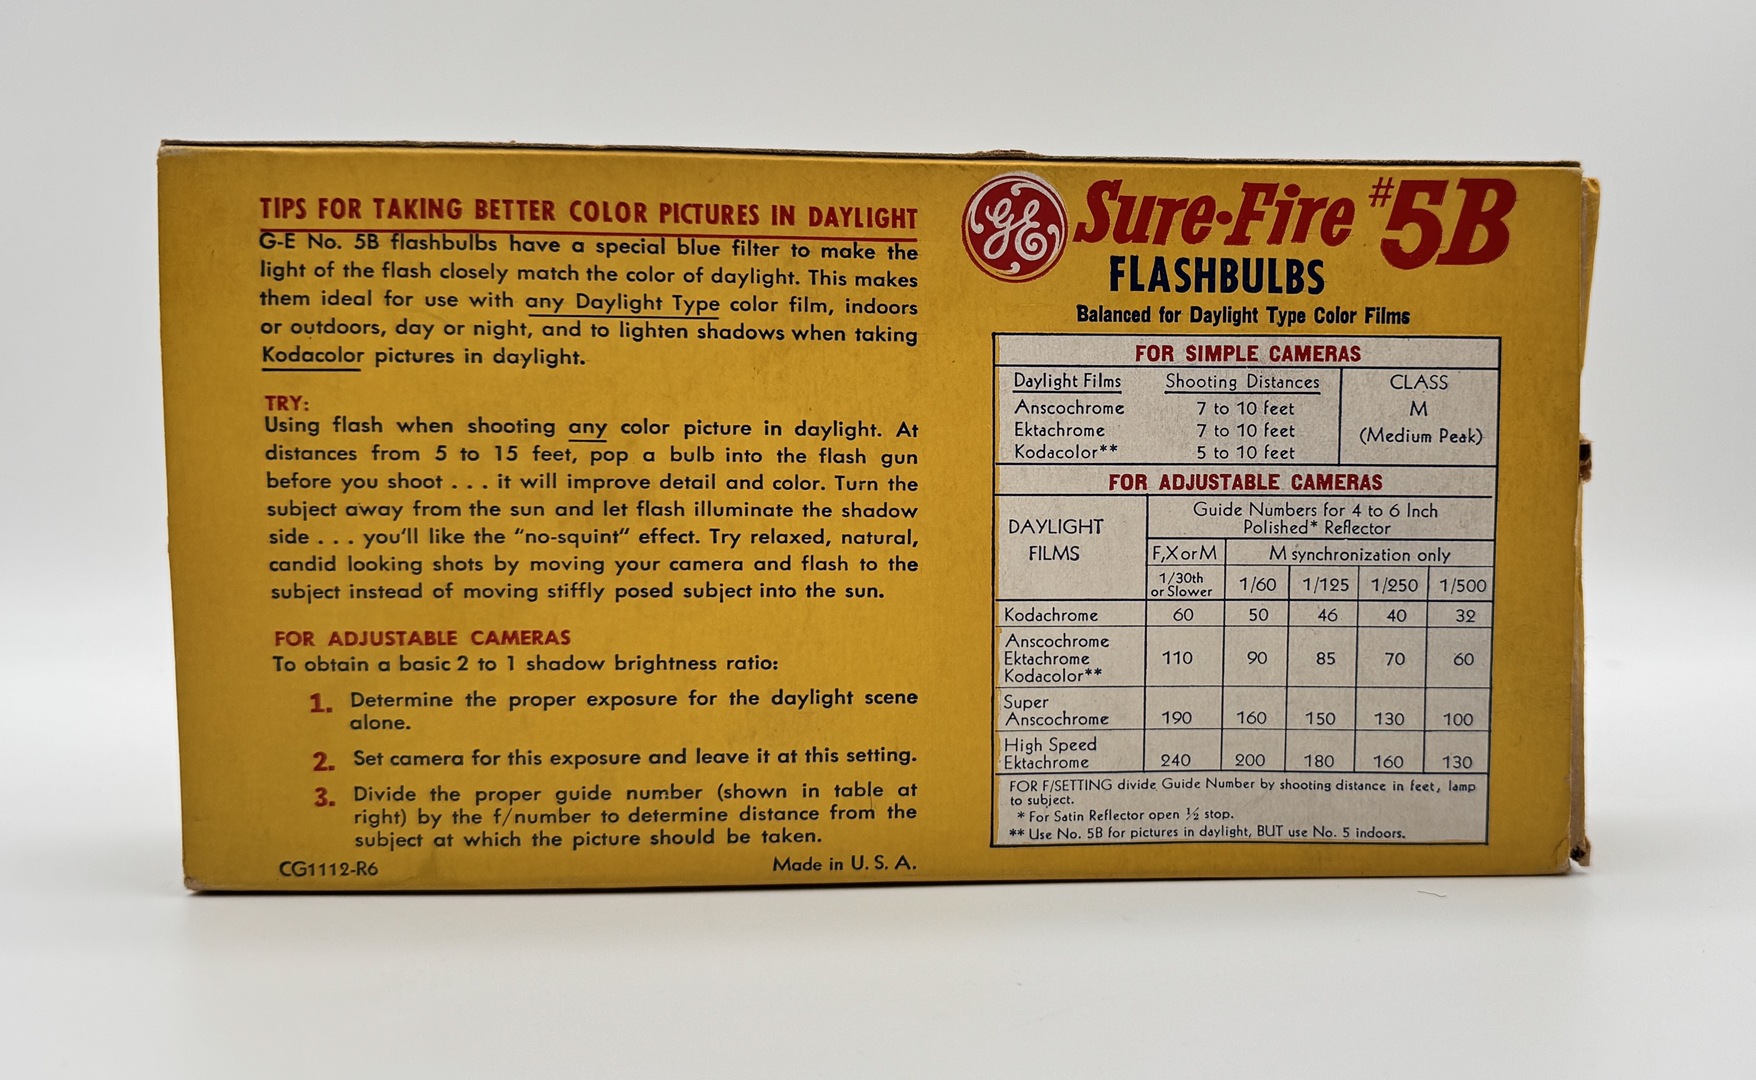 TIPS FOR TAKING BETTER COLOR PICTURES IN DAYLIGHT
G-E No. 5B flashbulbs have a special blue filter to make the
light of the flash closely match the color of daylight. This makes
them ideal for use with any Daylight Type color film, indoors
or outdoors, day or night, and to lighten shadows when taking
Kodacolor pictures in daylight.
TRY:
Using flash when shooting any color picture in daylight. At
distances from 5 to 15 feet, pop a bulb into the flash gun
before you shoot . . . it will improve detail and color. Turn the
subject away from the sun and let flash illuminate the shadow
side . . . you'll like the "no-squint" effect. Try relaxed, natural,
candid looking shots by moving your camera and flash to the
subject instead of moving stiffly posed subject into the sun.
FOR ADJUSTABLE CAMERAS
To obtain a basic 2 to 1 shadow brightness ratio:
1. Determine the proper exposure for the daylight scene
alone.
2. Set camera for this exposure and leave it at this setting.
3. Divide the proper guide number (shown in table at
right) by the f/number to determine distance from the
subject at which the picture should be taken.
CG1112-R6 Made in U. S. A.
GE Sure-Fire #5B
FLASHBULBS
Balanced for Daylight Type Color Films
FOR SIMPLE CAMERAS
Daylight Films Shooting Distances CLASS
Anscochrome 7 to 10 feet M
Ektachrome 7 to 10 feet (Medium Peak)
Kodacolor** 5 to 10 feet
FOR ADJUSTABLE CAMERAS
DAYLIGHT FILMS
Guide Numbers for 4 to 6 Inch
Polished* Reflector
F,X or M M synchronization only
1/30th or Slower 1/60 1/125 1/250 1/500
Kodachrome 60 50 46 40 32
Anscochrome
Ektachrome 110 90 85 70 60
Kodacolor**
Super
Anscochrome 190 160 150 130 100
High Speed
Ektachrome 240 200 180 160 130
FOR F/SETTING divide Guide Number by shooting distance in feet, lamp
to subject.
* For Satin Reflector open ½ stop.
** Use No. 5B for pictures in daylight, BUT use No. 5 indoors.